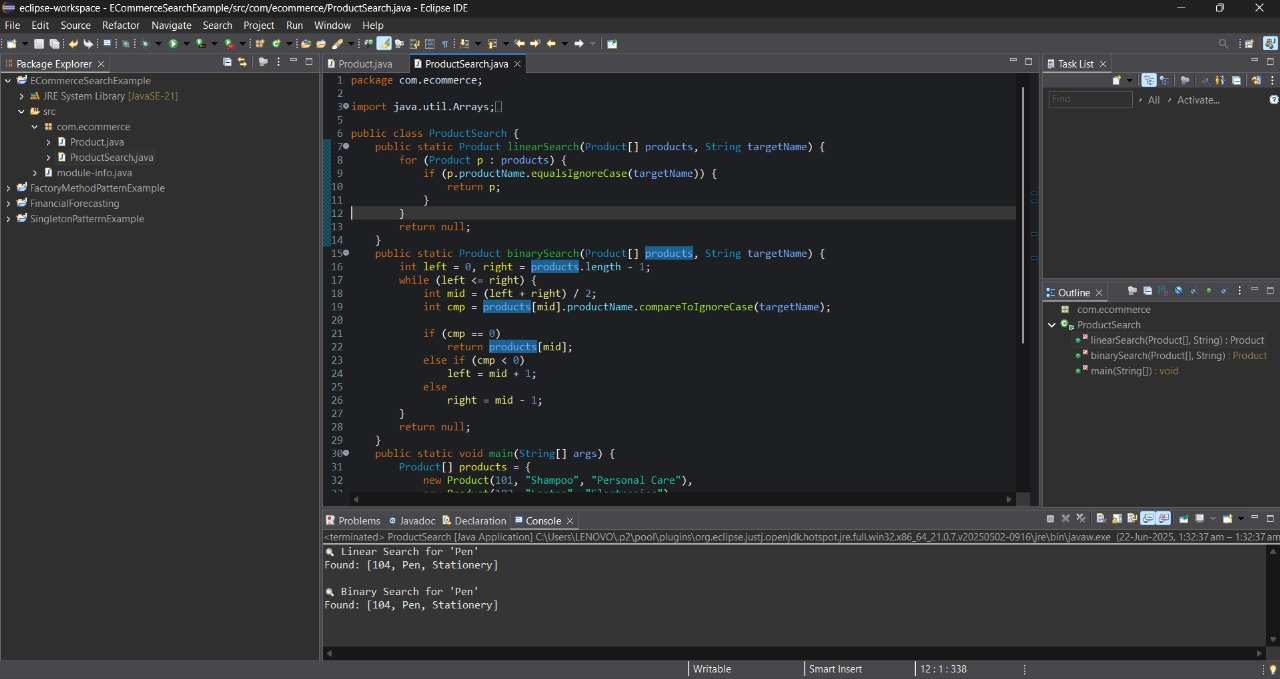 eclipse-workspace - ECommerceSearchExample/src/com/ecommerce/ProductSearch.java - Eclipse IDE
File Edit Source Refactor Navigate Search Project Run Window Help
Package Explorer
ECommerceSearchExample
JRE System Library [JavaSE-21]
src
com.ecommerce
Product.java
ProductSearch.java
module-info.java
FactoryMethodPatternExample
FinancialForecasting
SingletonPatternExample
Product.java ProductSearch.java
1 package com.ecommerce;
2
3 import java.util.Arrays;
5
6 public class ProductSearch {
7 public static Product linearSearch(Product[] products, String targetName) {
8 for (Product p : products) {
9 if (p.productName.equalsIgnoreCase(targetName)) {
10 return p;
11 }
12 }
13 return null;
14 }
15 public static Product binarySearch(Product[] products, String targetName) {
16 int left = 0, right = products.length - 1;
17 while (left <= right) {
18 int mid = (left + right) / 2;
19 int cmp = products[mid].productName.compareToIgnoreCase(targetName);
20
21 if (cmp == 0)
22 return products[mid];
23 else if (cmp < 0)
24 left = mid + 1;
25 else
26 right = mid - 1;
27 }
28 return null;
29 }
30 public static void main(String[] args) {
31 Product[] products = {
32 new Product(101, "Shampoo", "Personal Care"),
Task List
Find All Activate...
Outline
com.ecommerce
ProductSearch
linearSearch(Product[], String) : Product
binarySearch(Product[], String) : Product
main(String[]) : void
Problems Javadoc Declaration Console
<terminated> ProductSearch [Java Application] C:\Users\LENOVO\.p2\pool\plugins\org.eclipse.justj.openjdk.hotspot.jre.full.win32.x86_64_21.0.7.v20250502-0916\jre\bin\javaw.exe (22-Jun-2025, 1:32:37 am – 1:32:37 am
Linear Search for 'Pen'
Found: [104, Pen, Stationery]
Binary Search for 'Pen'
Found: [104, Pen, Stationery]
Writable Smart Insert 12 : 1 : 338